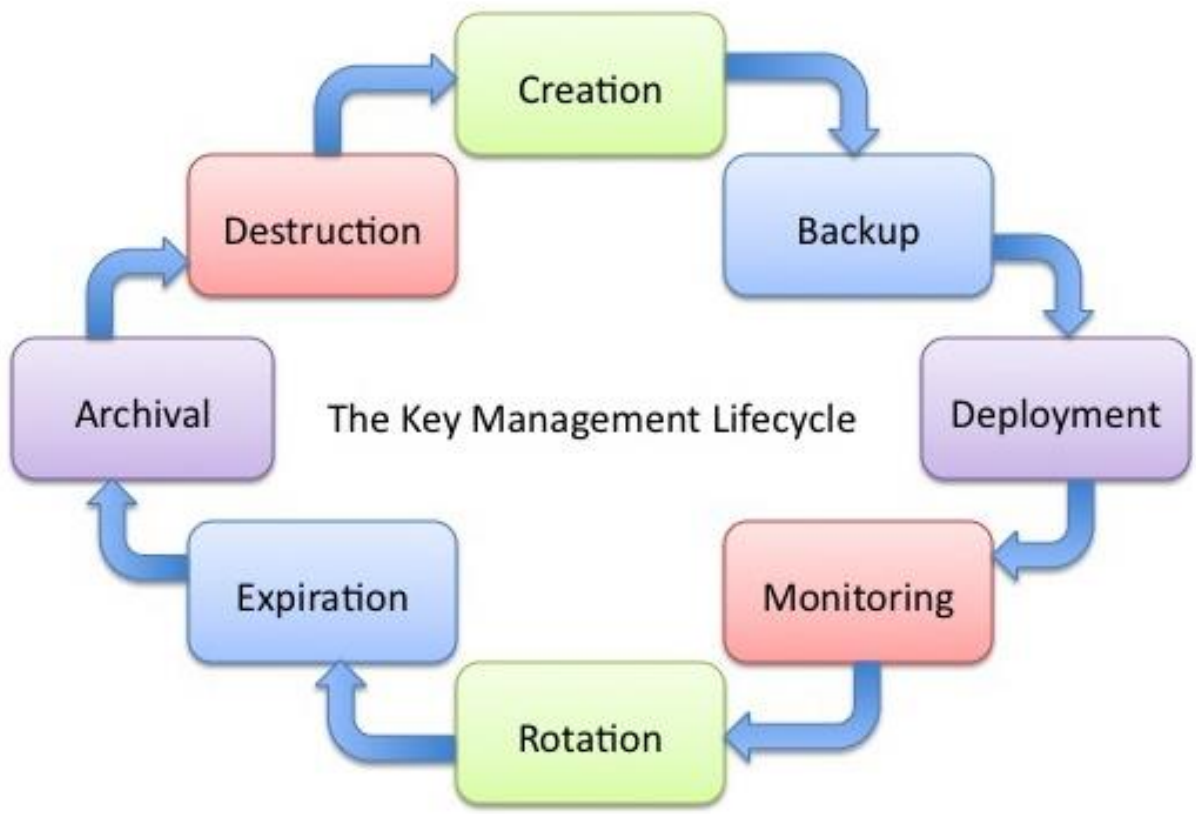 Creation
Destruction
Backup
Archival
The Key Management Lifecycle
Deployment
Expiration
Monitoring
Rotation